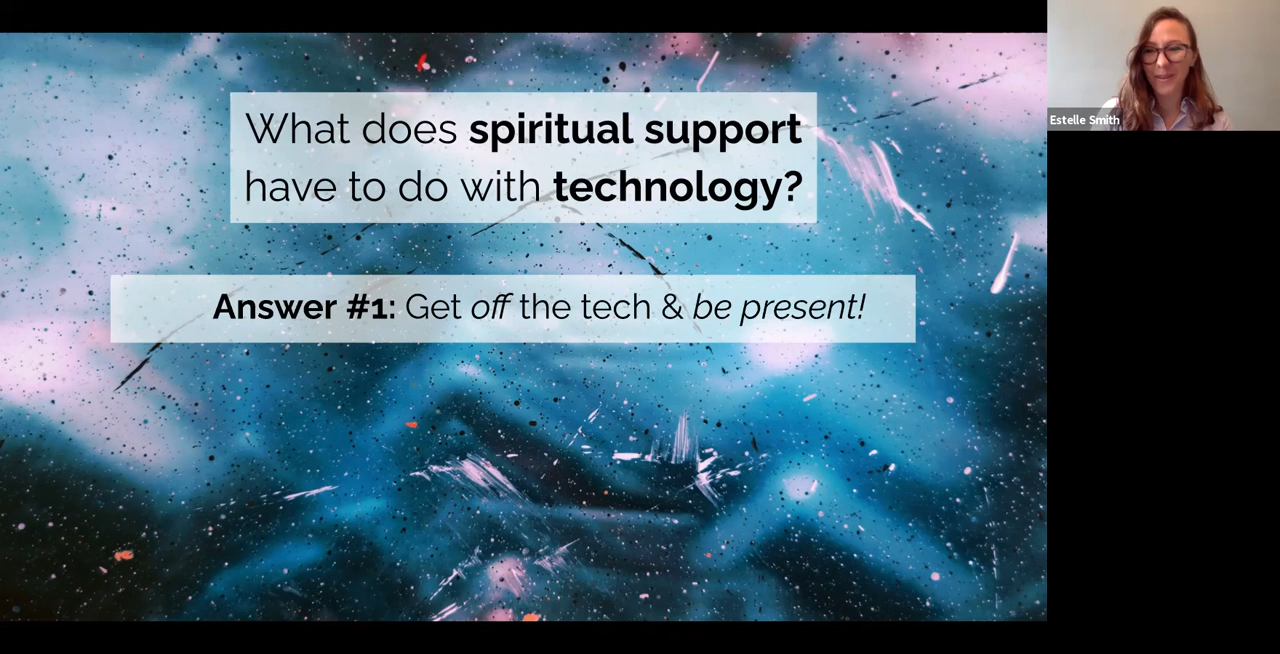 What does spiritual support
have to do with technology?
Answer #1: Get off the tech & be present!
Estelle Smith